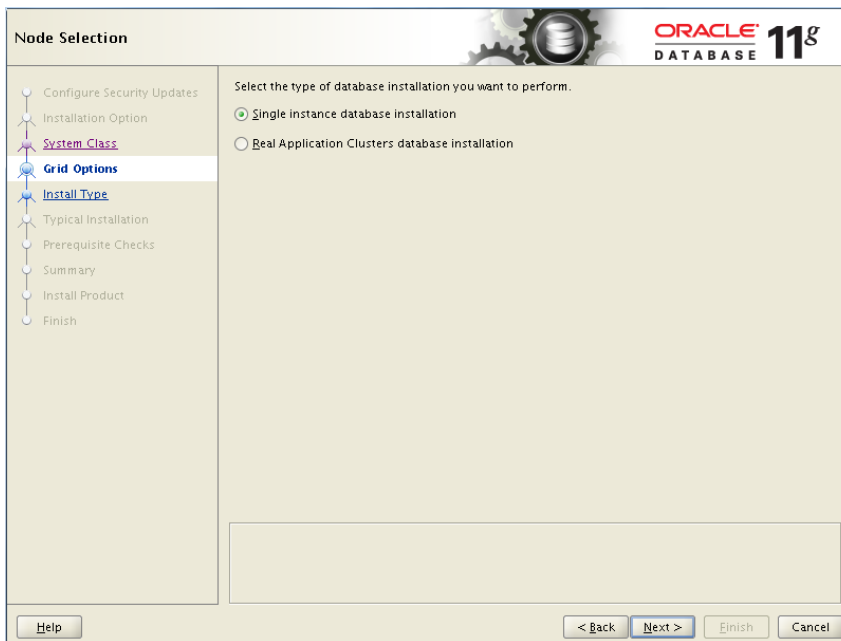 Node Selection
ORACLE
DATABASE 11g
Configure Security Updates
Installation Option
System Class
Grid Options
Install Type
Typical Installation
Prerequisite Checks
Summary
Install Product
Finish
Select the type of database installation you want to perform.
Single instance database installation
Real Application Clusters database installation
Help
< Back
Next >
Finish
Cancel